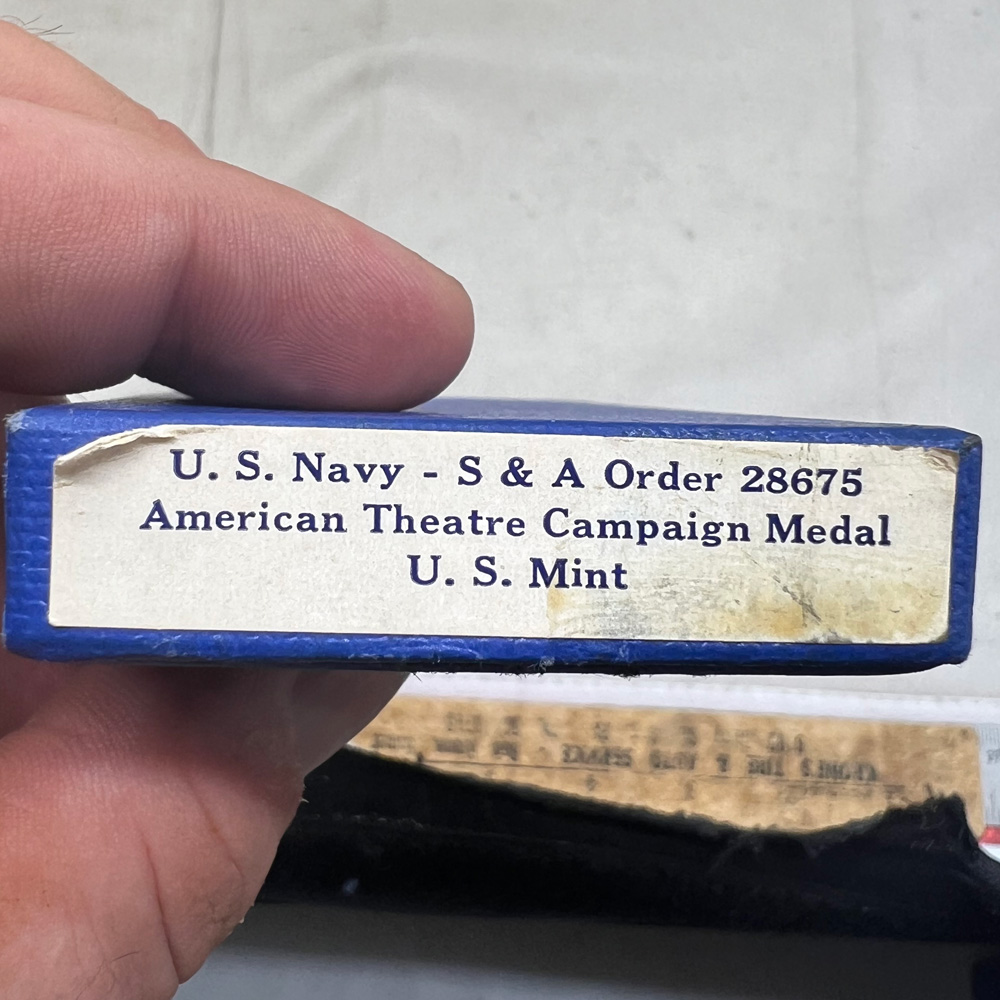 U. S. Navy - S & A Order 28675
American Theatre Campaign Medal
U. S. Mint